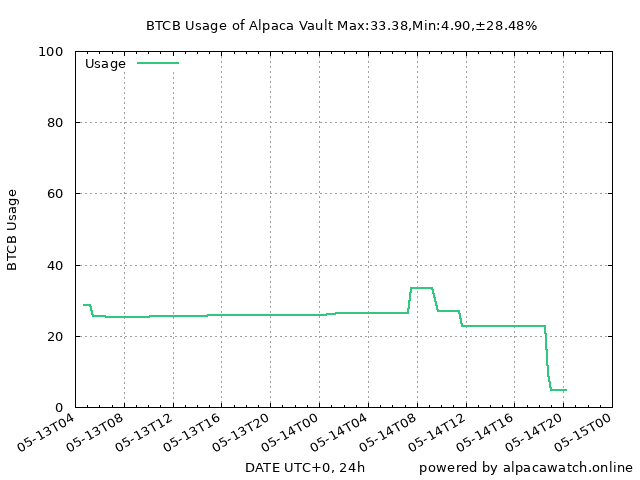 BTCB Usage of Alpaca Vault Max:33.38,Min:4.90,±28.48%
Usage
BTCB Usage
100
80
60
40
20
0
05-13T04
05-13T08
05-13T12
05-13T16
05-13T20
05-14T00
05-14T04
05-14T08
05-14T12
05-14T16
05-14T20
05-15T00
DATE UTC+0, 24h
powered by alpacawatch.online